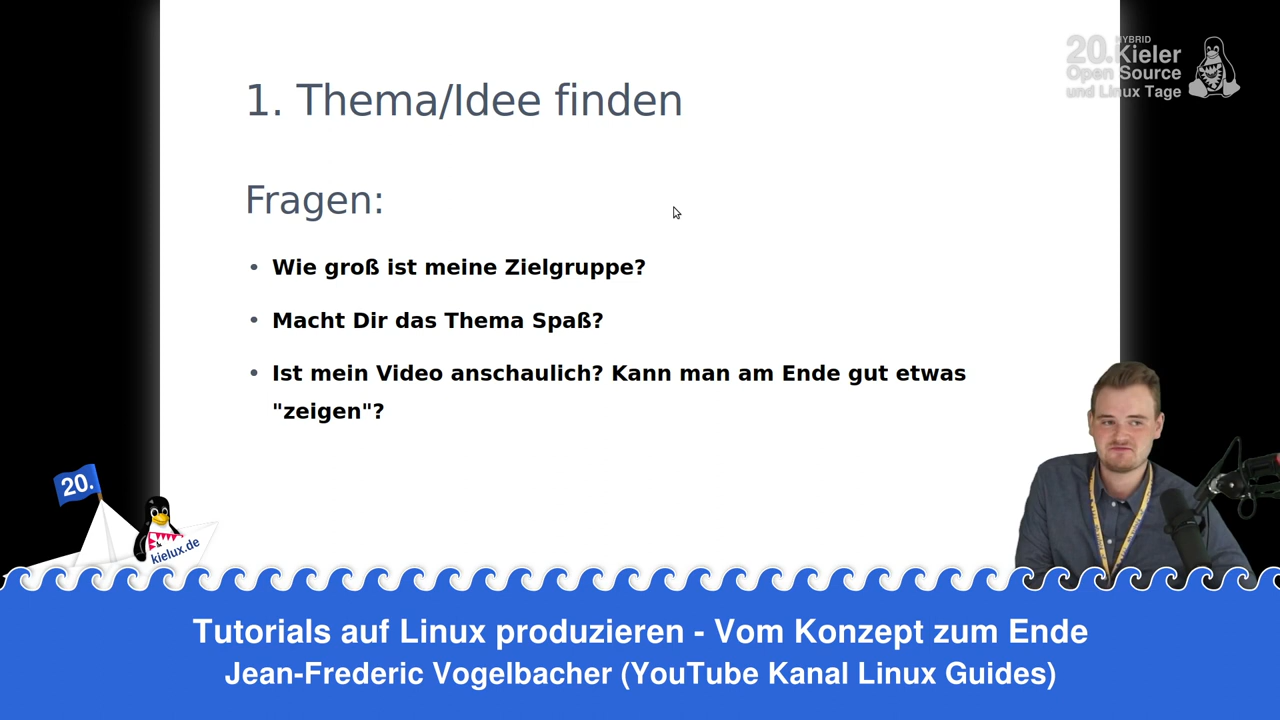 HYBRID
20. Kieler
Open Source
und Linux Tage
1. Thema/Idee finden
Fragen:
• Wie groß ist meine Zielgruppe?
• Macht Dir das Thema Spaß?
• Ist mein Video anschaulich? Kann man am Ende gut etwas
"zeigen"?
20.
kielux.de
Tutorials auf Linux produzieren - Vom Konzept zum Ende
Jean-Frederic Vogelbacher (YouTube Kanal Linux Guides)